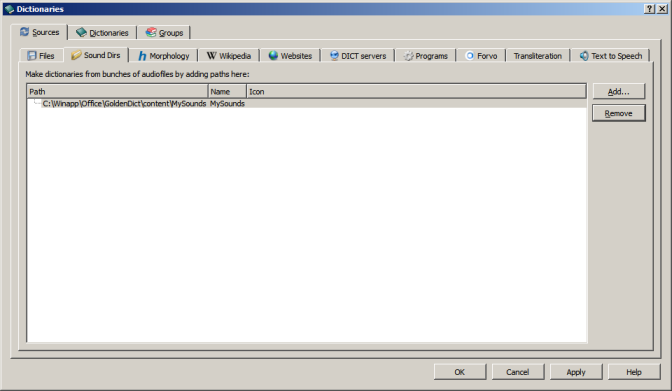 Dictionaries
Sources Dictionaries Groups
Files Sound Dirs Morphology Wikipedia Websites DICT servers Programs Forvo Transliteration Text to Speech
Make dictionaries from bunches of audiofiles by adding paths here:
Path Name Icon
C:\Winapp\Office\GoldenDict\content\MySounds MySounds
Add...
Remove
OK Cancel Apply Help